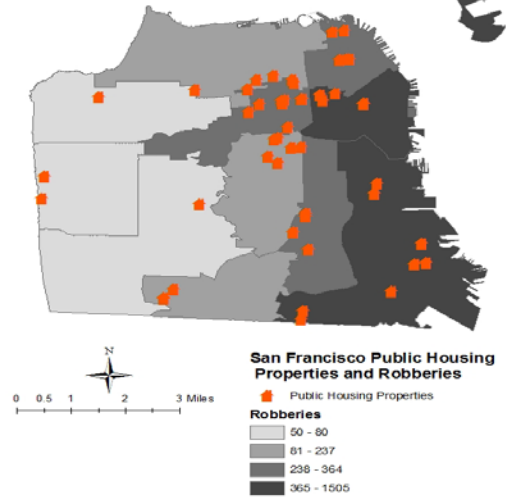 N
0 0.5 1 2 3 Miles
San Francisco Public Housing
Properties and Robberies
Public Housing Properties
Robberies
50 - 80
81 - 237
238 - 364
365 - 1505